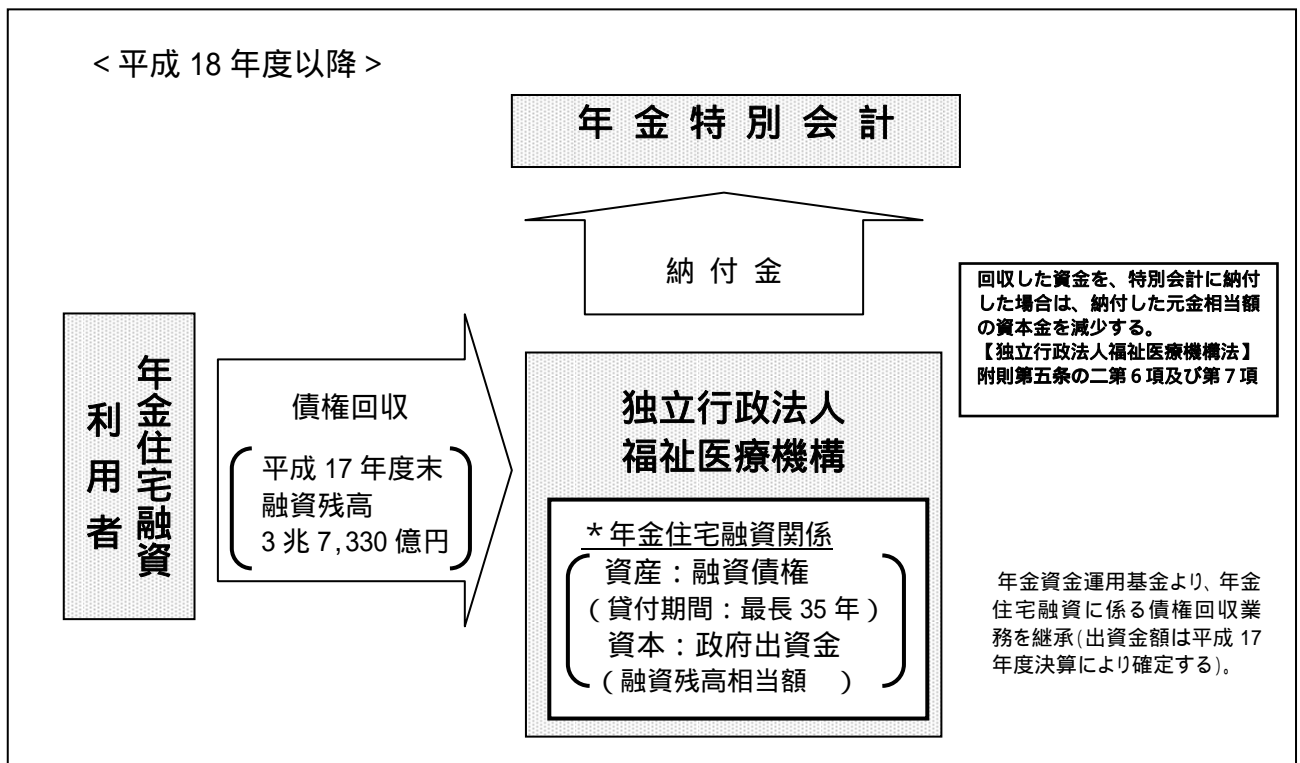 <平成 18 年度以降>
年金特別会計
納付金
回収した資金を、特別会計に納付
した場合は、納付した元金相当額
の資本金を減少する。
【独立行政法人福祉医療機構法】
附則第五条の二第6項及び第7項
年金住宅融資
利用者
債権回収
平成 17 年度末
融資残高
3 兆 7,330 億円
独立行政法人
福祉医療機構
*年金住宅融資関係
資産:融資債権
(貸付期間:最長 35 年)
資本:政府出資金
(融資残高相当額 )
年金資金運用基金より、年金
住宅融資に係る債権回収業
務を継承(出資金額は平成 17
年度決算により確定する)。